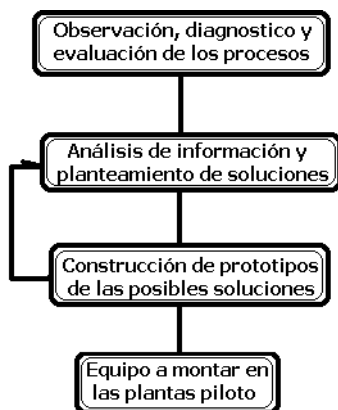 Observación, diagnostico y
evaluación de los procesos
Análisis de información y
planteamiento de soluciones
Construcción de prototipos
de las posibles soluciones
Equipo a montar en
las plantas piloto